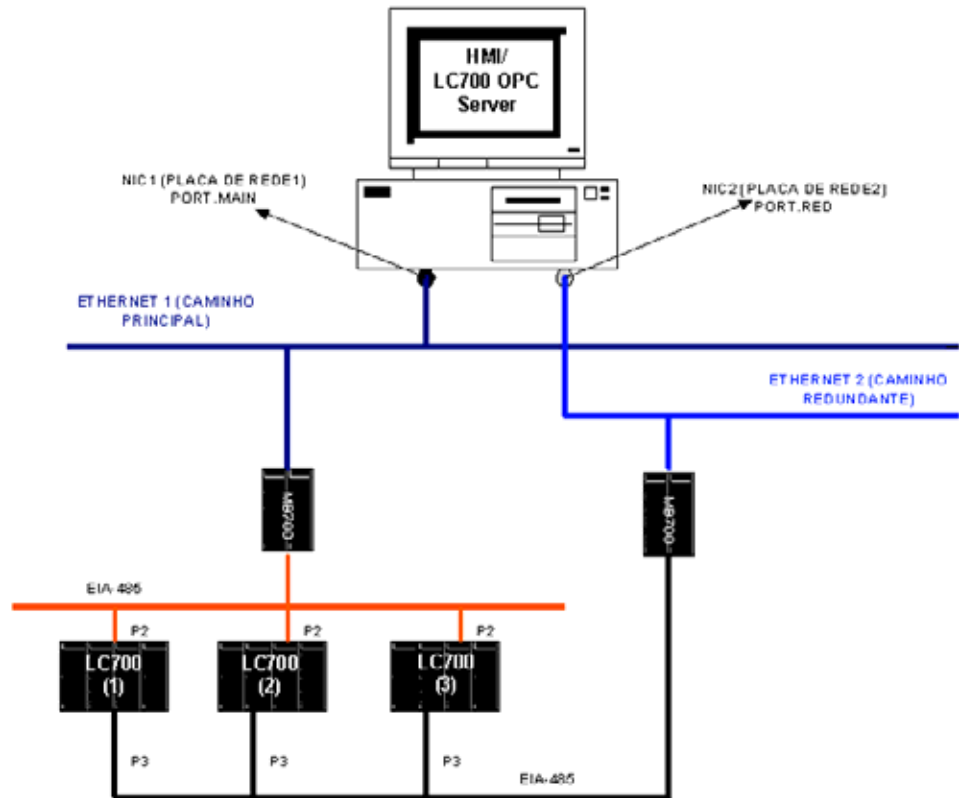 HMI/
LC700 OPC
Server
NIC1(PLACA DE REDE1)
PORT.MAIN
NIC2(PLACA DE REDE2)
PORT.RED
ETHERNET 1 (CAMINHO
PRINCIPAL)
ETHERNET 2 (CAMINHO
REDUNDANTE)
MB700
MB700
EIA-485
P2
P2
P2
LC700
(1)
LC700
(2)
LC700
(3)
P3
P3
P3
EIA-485